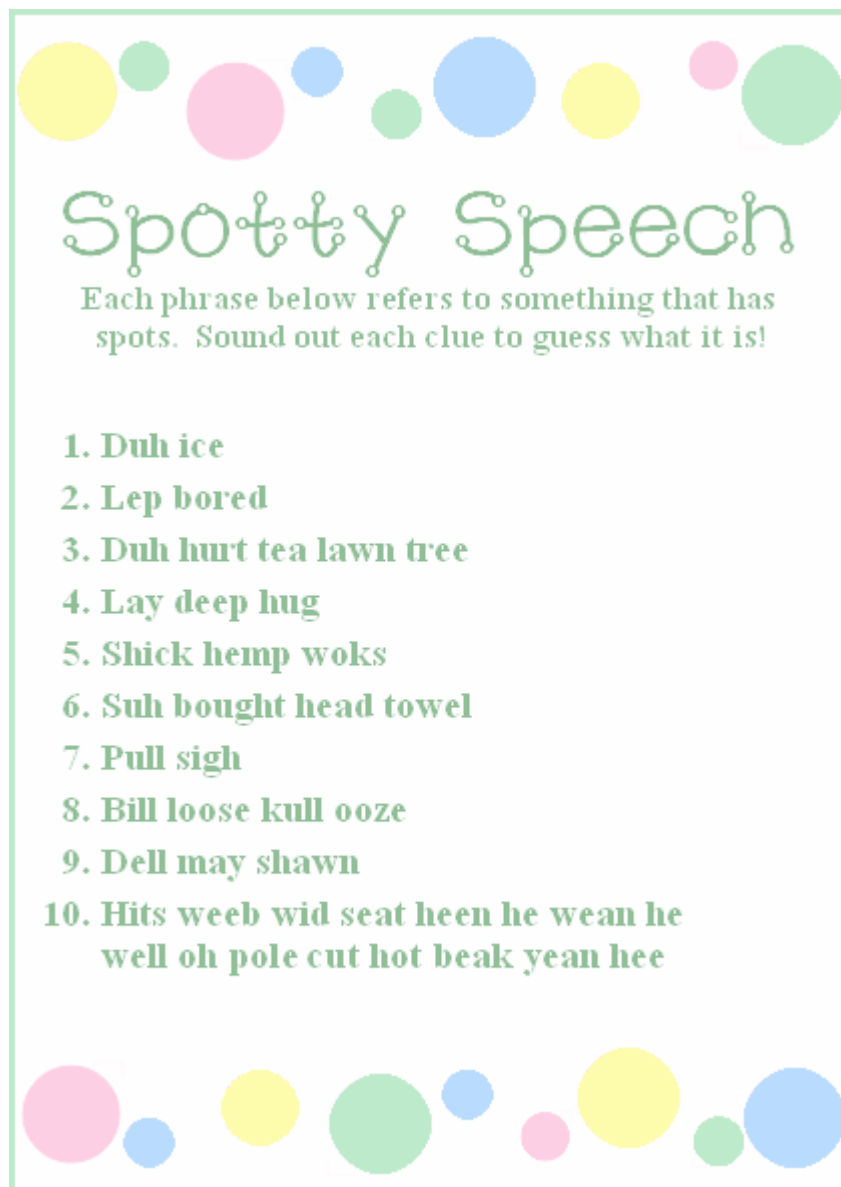 Spotty Speech
Each phrase below refers to something that has
spots. Sound out each clue to guess what it is!
1. Duh ice
2. Lep bored
3. Duh hurt tea lawn tree
4. Lay deep hug
5. Shick hemp woks
6. Suh bought head towel
7. Pull sigh
8. Bill loose kull ooze
9. Dell may shawn
10. Hits weeb wid seat heen he wean he
well oh pole cut hot beak yean hee